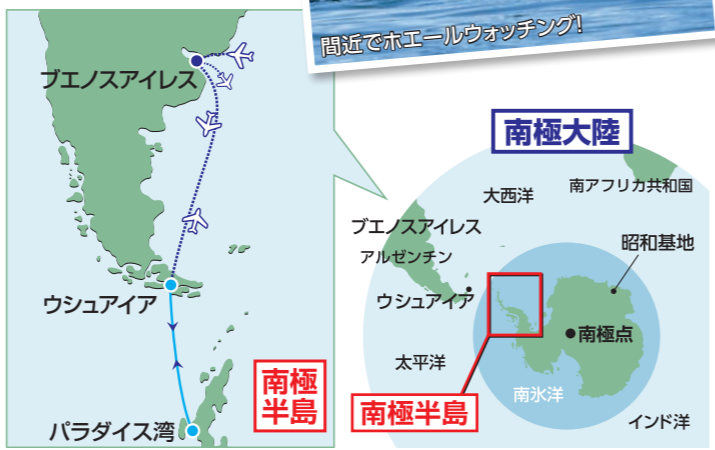 間近でホエールウォッチング!
ブエノスアイレス
ウシュアイア
パラダイス湾
南極
半島
南極大陸
大西洋
南アフリカ共和国
ブエノスアイレス
アルゼンチン
昭和基地
ウシュアイア
南極点
太平洋
南氷洋
南極半島
インド洋